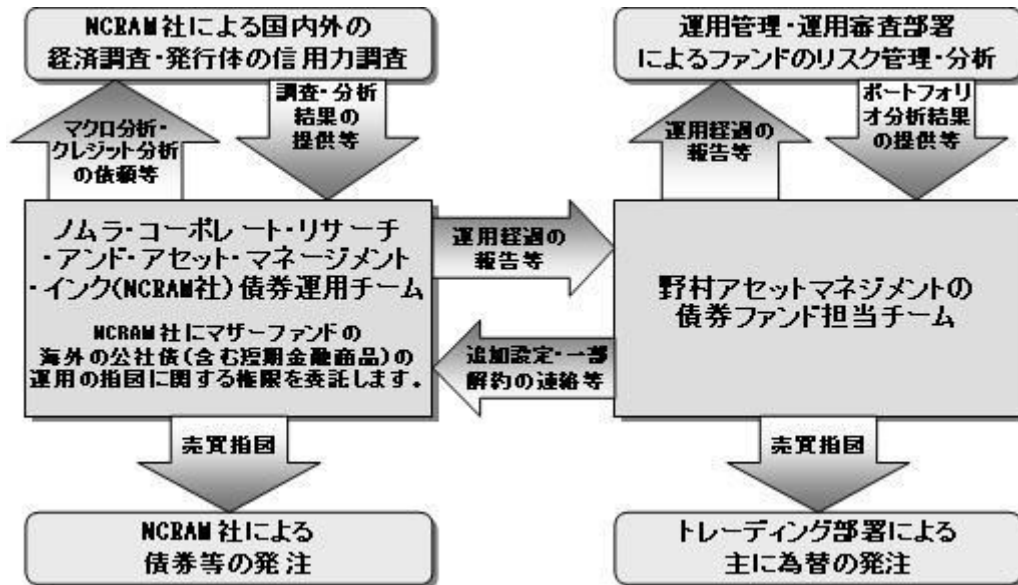 NCRAM社による国内外の
経済調査・発行体の信用力調査
運用管理・運用審査部署
によるファンドのリスク管理・分析
マクロ分析・
クレジット分析
の依頼等
調査・分析
結果の
提供等
運用経過の
報告等
ポートフォリ
オ分析結果
の提供等
ノムラ・コーポレート・リサーチ
・アンド・アセット・マネージメント
・インク(NCRAM社)債券運用チーム
NCRAM社にマザーファンドの
海外の公社債(含む短期金融商品)の
運用の指図に関する権限を委託します。
運用経過の
報告等
追加設定・一部
解約の連絡等
野村アセットマネジメントの
債券ファンド担当チーム
売買指図
売買指図
NCRAM社による
債券等の発注
トレーディング部署による
主に為替の発注